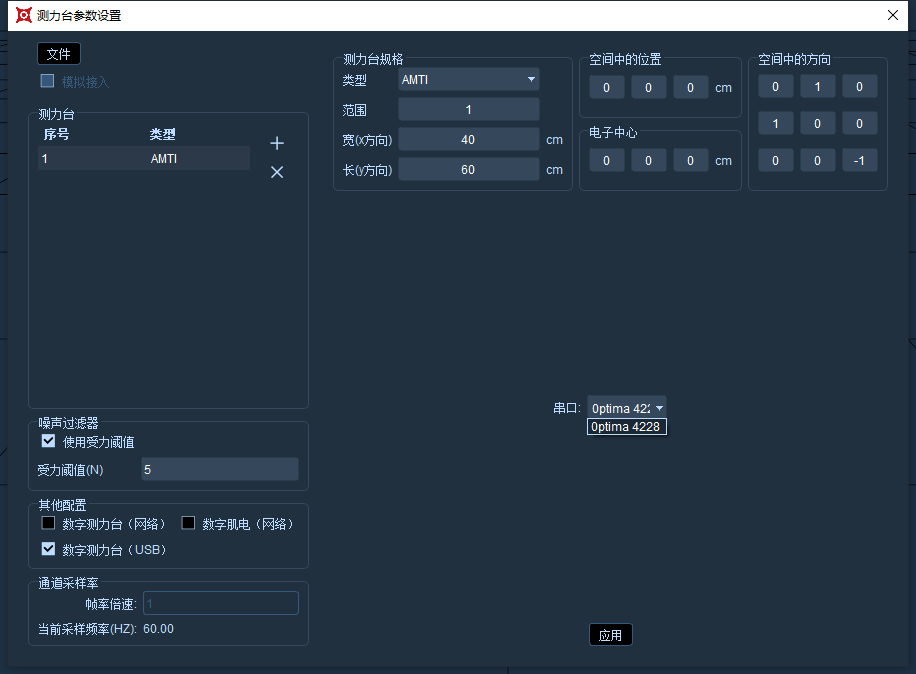 测力台参数设置
文件
模拟接入
测力台
序号 类型
1 AMTI
噪声过滤器
使用受力阈值
受力阈值(N) 5
其他配置
数字测力台（网络） 数字肌电（网络）
数字测力台（USB）
通道采样率
帧率倍速: 1
当前采样频率(HZ): 60.00
测力台规格
类型 AMTI
范围 1
宽(x方向) 40 cm
长(y方向) 60 cm
空间中的位置
0 0 0 cm
电子中心
0 0 0 cm
空间中的方向
0 1 0
1 0 0
0 0 -1
串口: 0ptima 422
0ptima 4228
应用